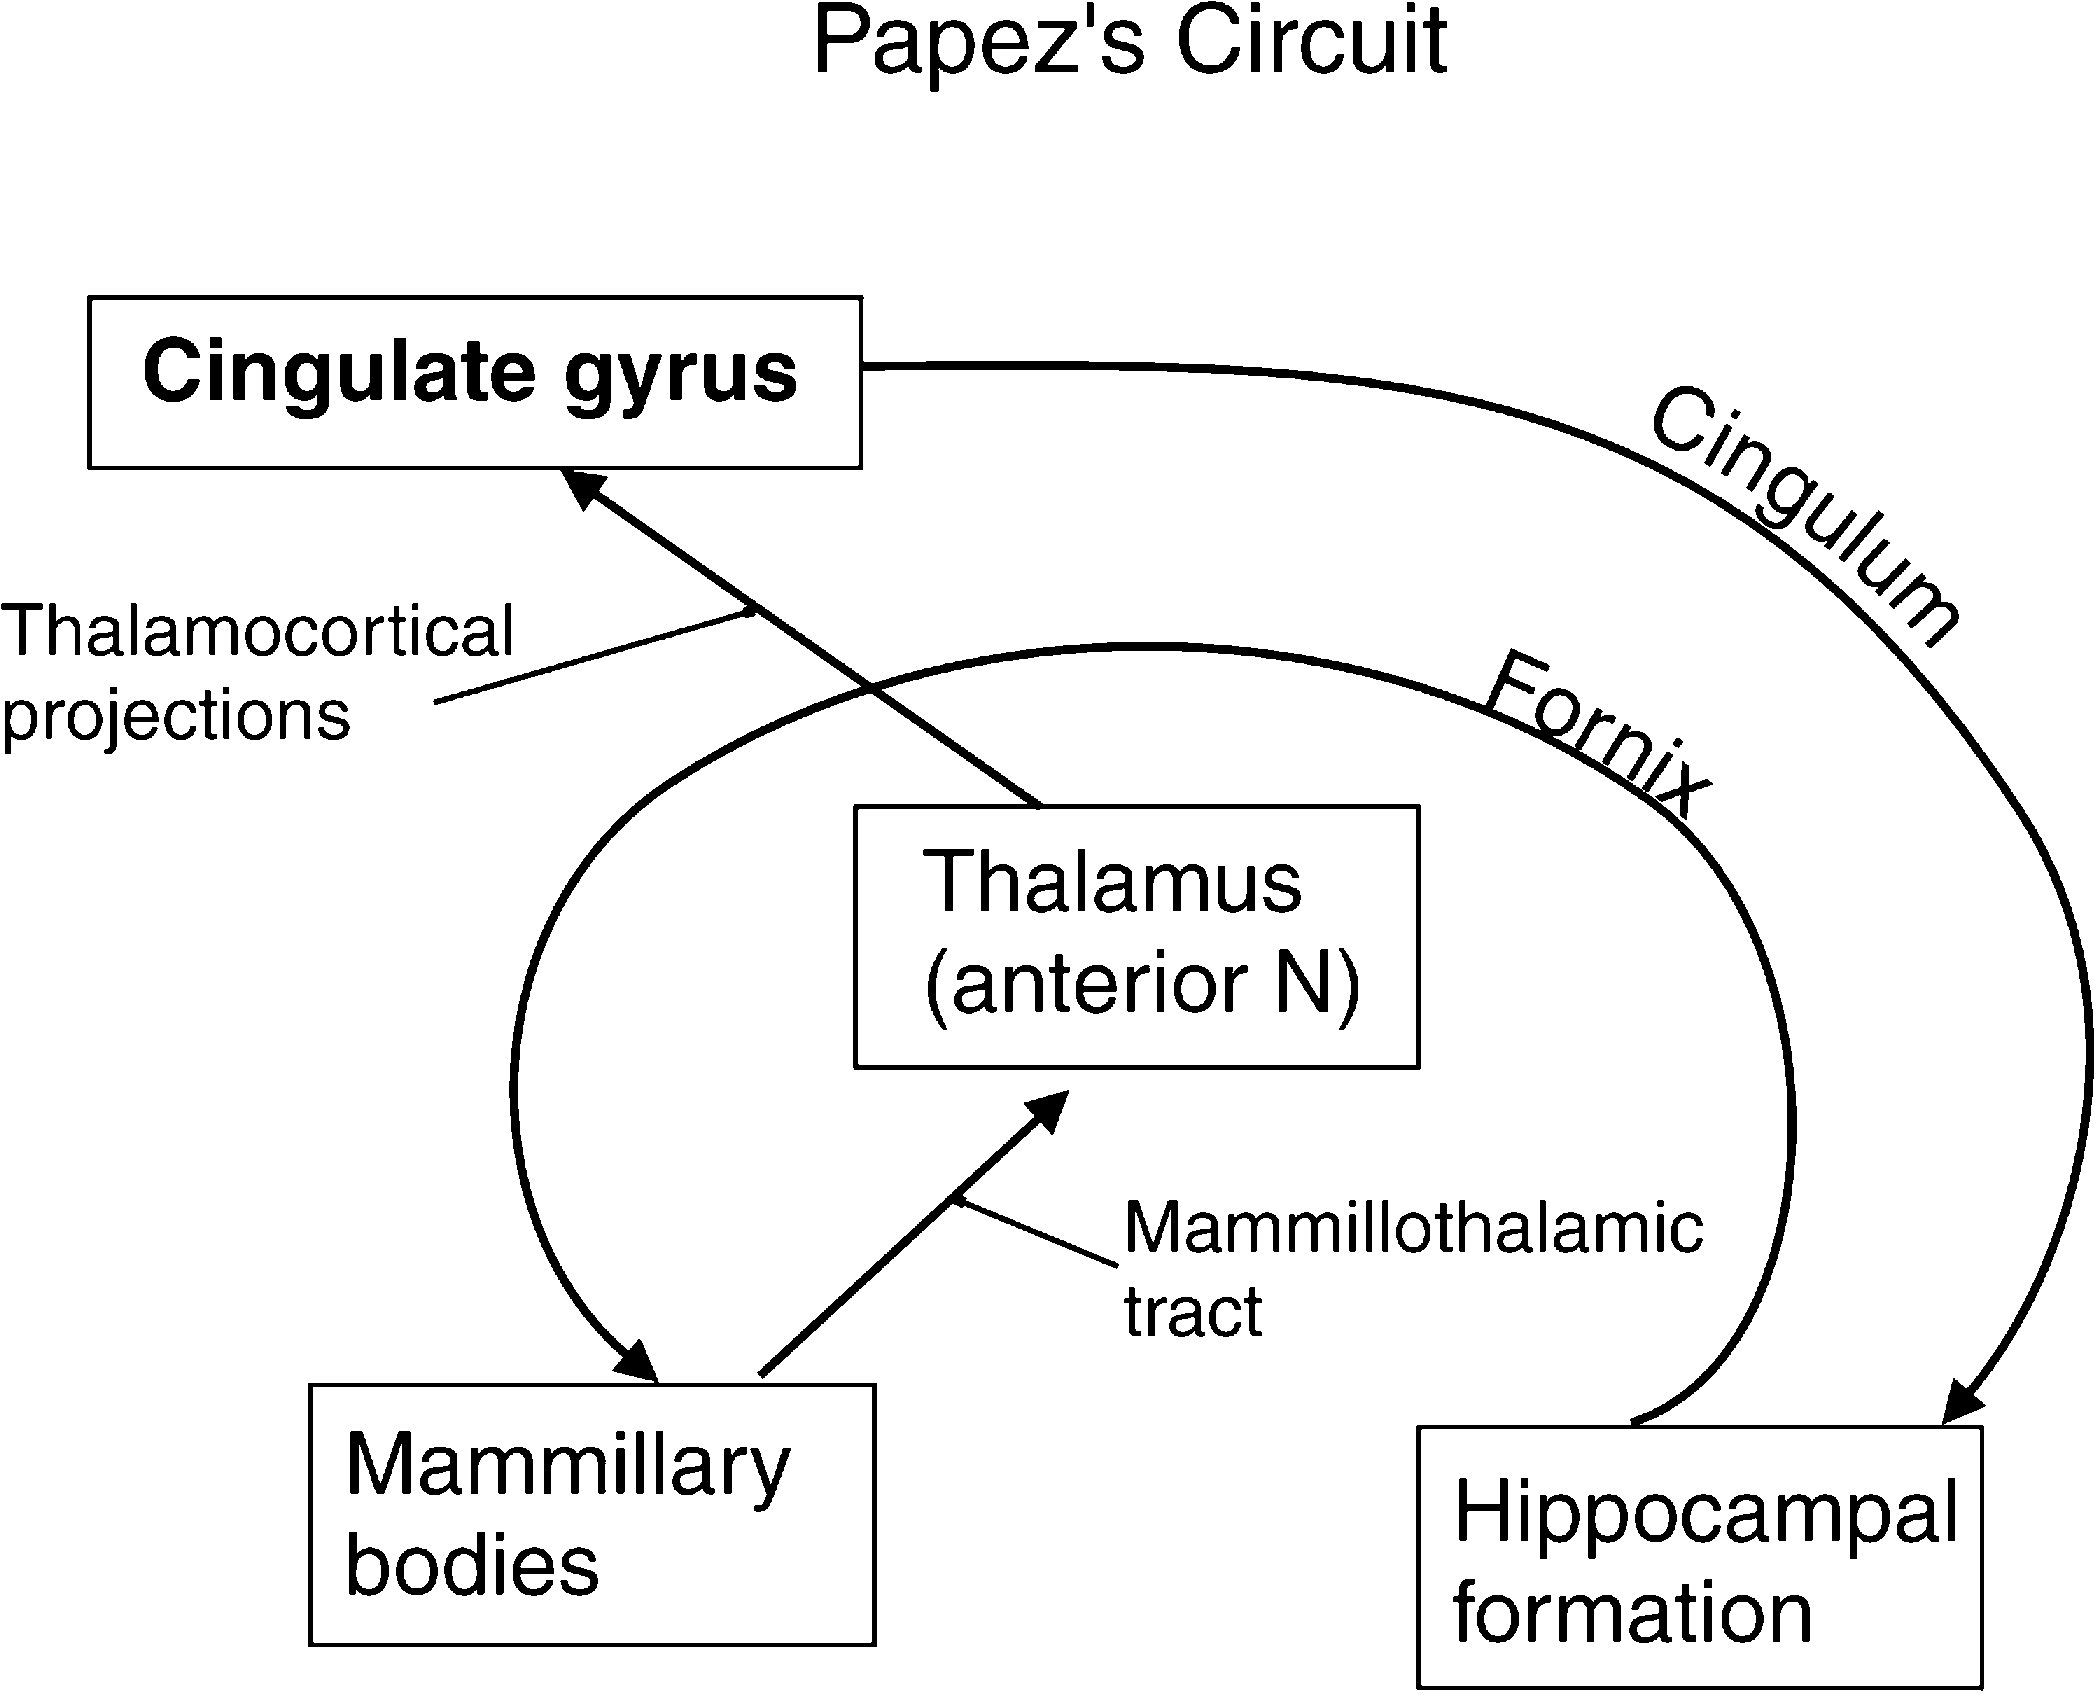 Papez's Circuit
Cingulate gyrus
Cingulum
Thalamocortical
projections
Fornix
Thalamus
(anterior N)
Mammillothalamic
tract
Mammillary
bodies
Hippocampal
formation